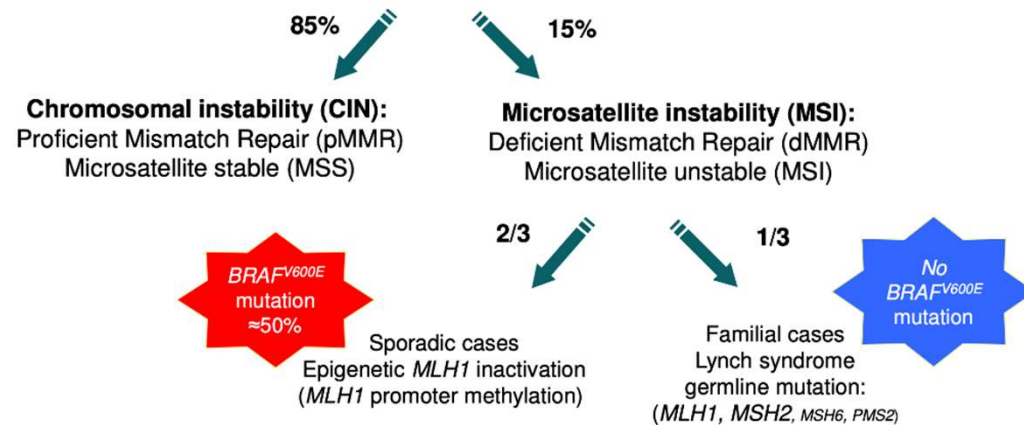 85%
15%
Chromosomal instability (CIN):
Proficient Mismatch Repair (pMMR)
Microsatellite stable (MSS)
Microsatellite instability (MSI):
Deficient Mismatch Repair (dMMR)
Microsatellite unstable (MSI)
2/3
1/3
BRAFV600E
mutation
≈50%
No
BRAFV600E
mutation
Sporadic cases
Epigenetic MLH1 inactivation
(MLH1 promoter methylation)
Familial cases
Lynch syndrome
germline mutation:
(MLH1, MSH2, MSH6, PMS2)